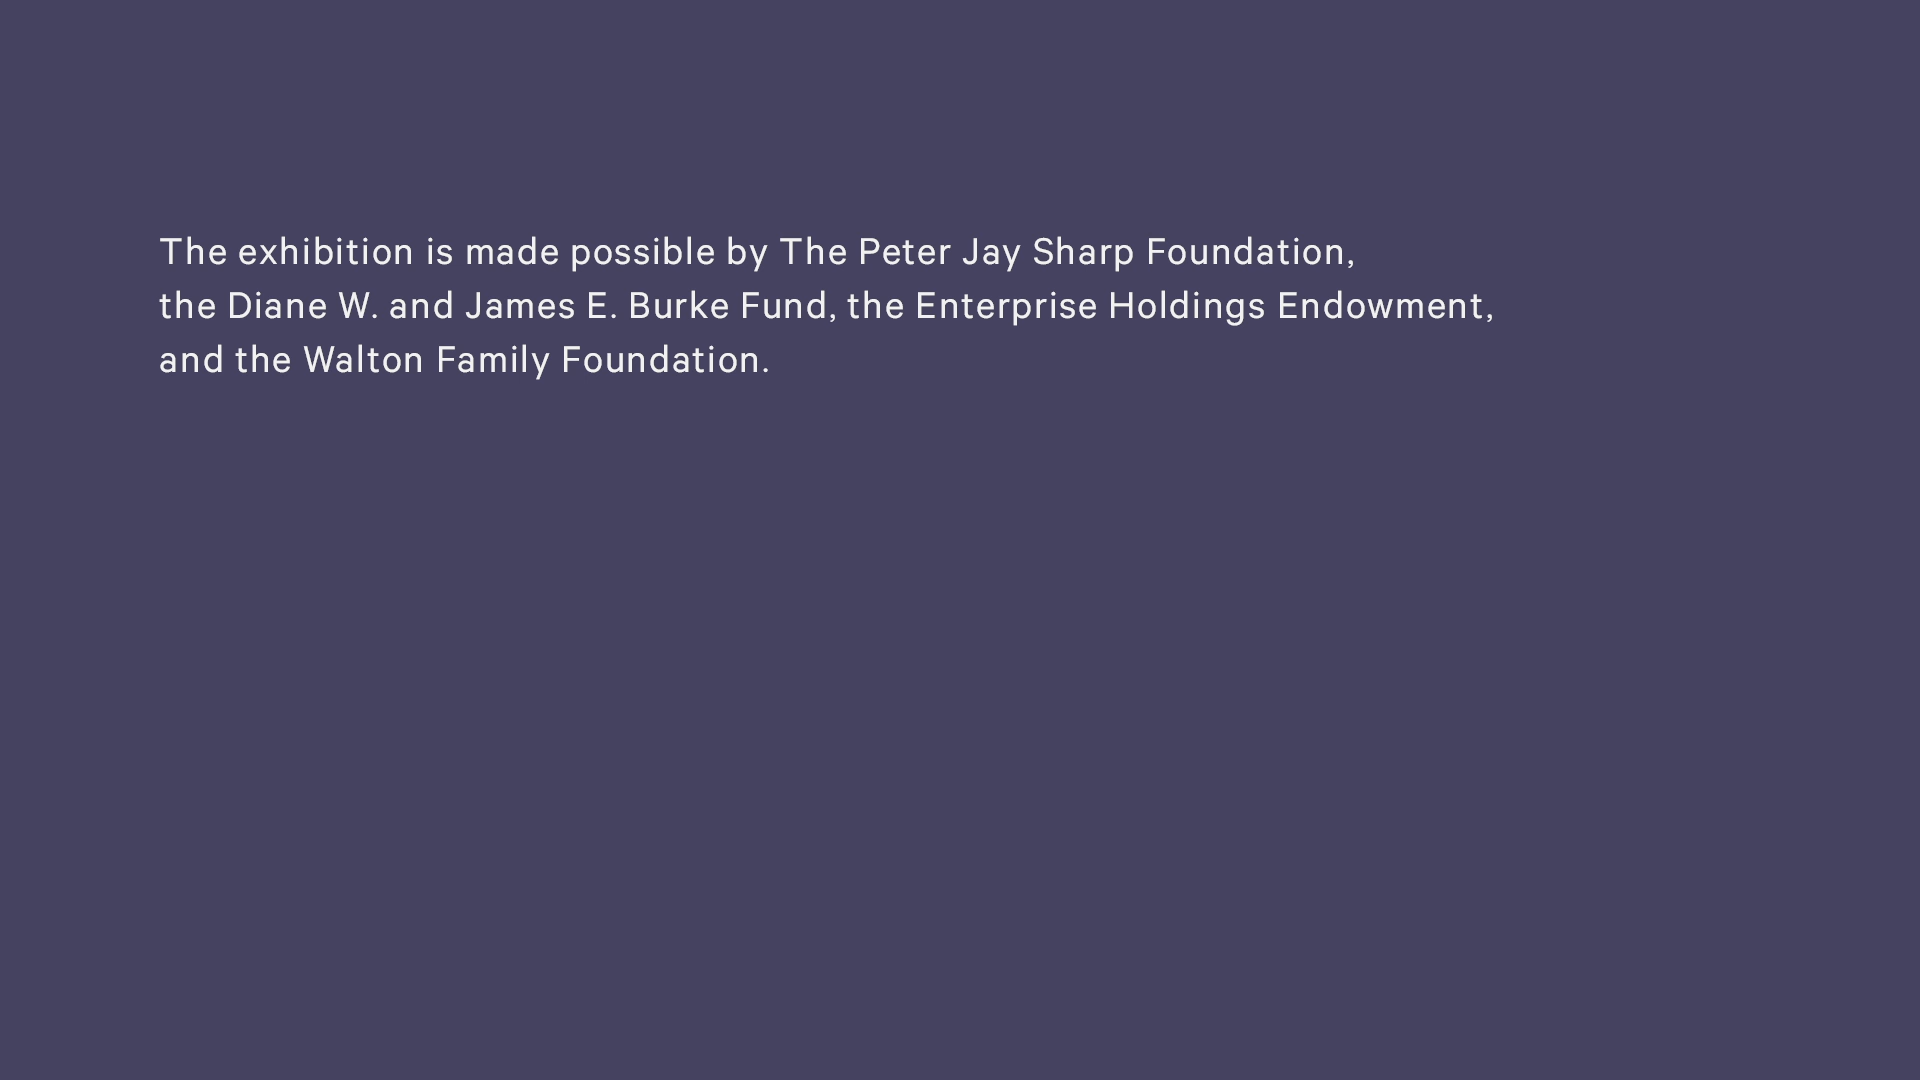 The exhibition is made possible by The Peter Jay Sharp Foundation,
the Diane W. and James E. Burke Fund, the Enterprise Holdings Endowment,
and the Walton Family Foundation.